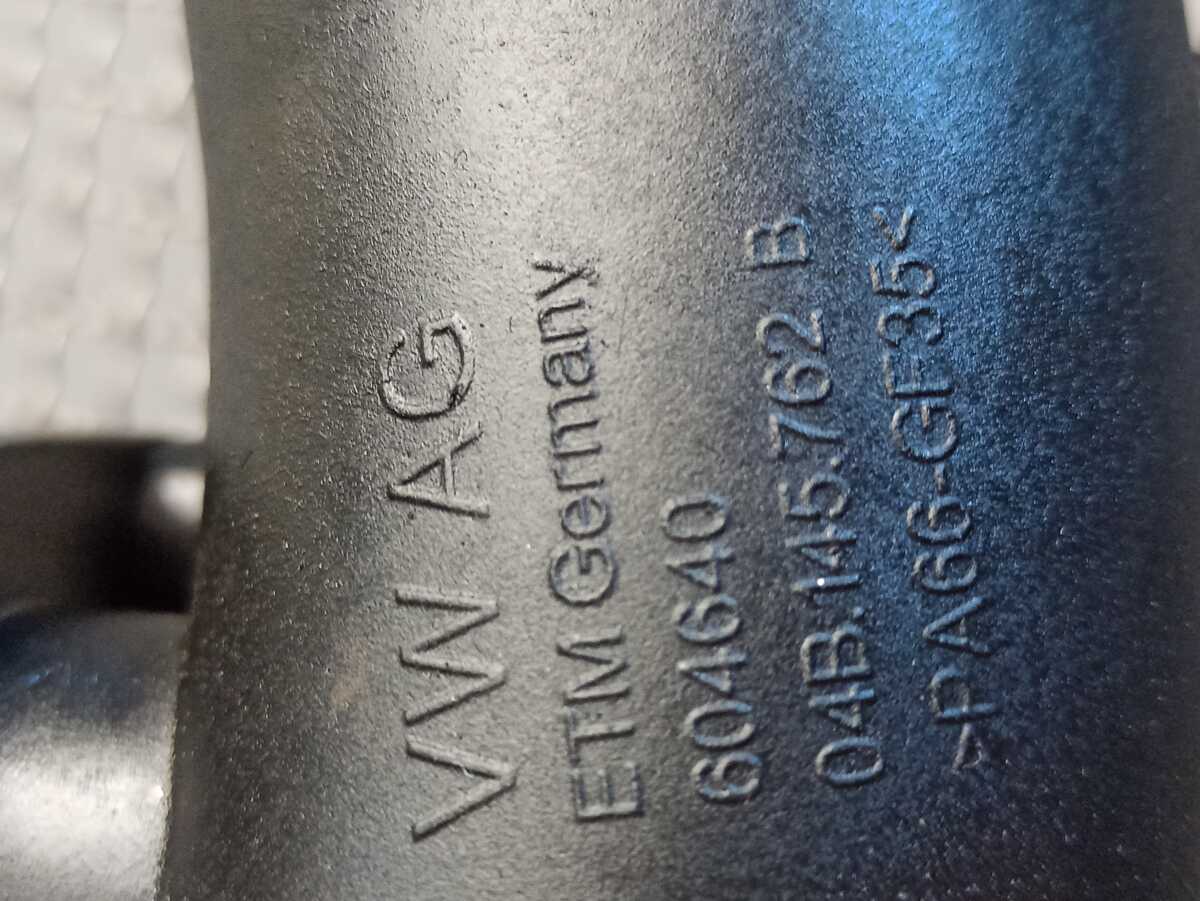 VW AG
ETM Germany
604640
04B.145.762 B
>PA66-GF35<